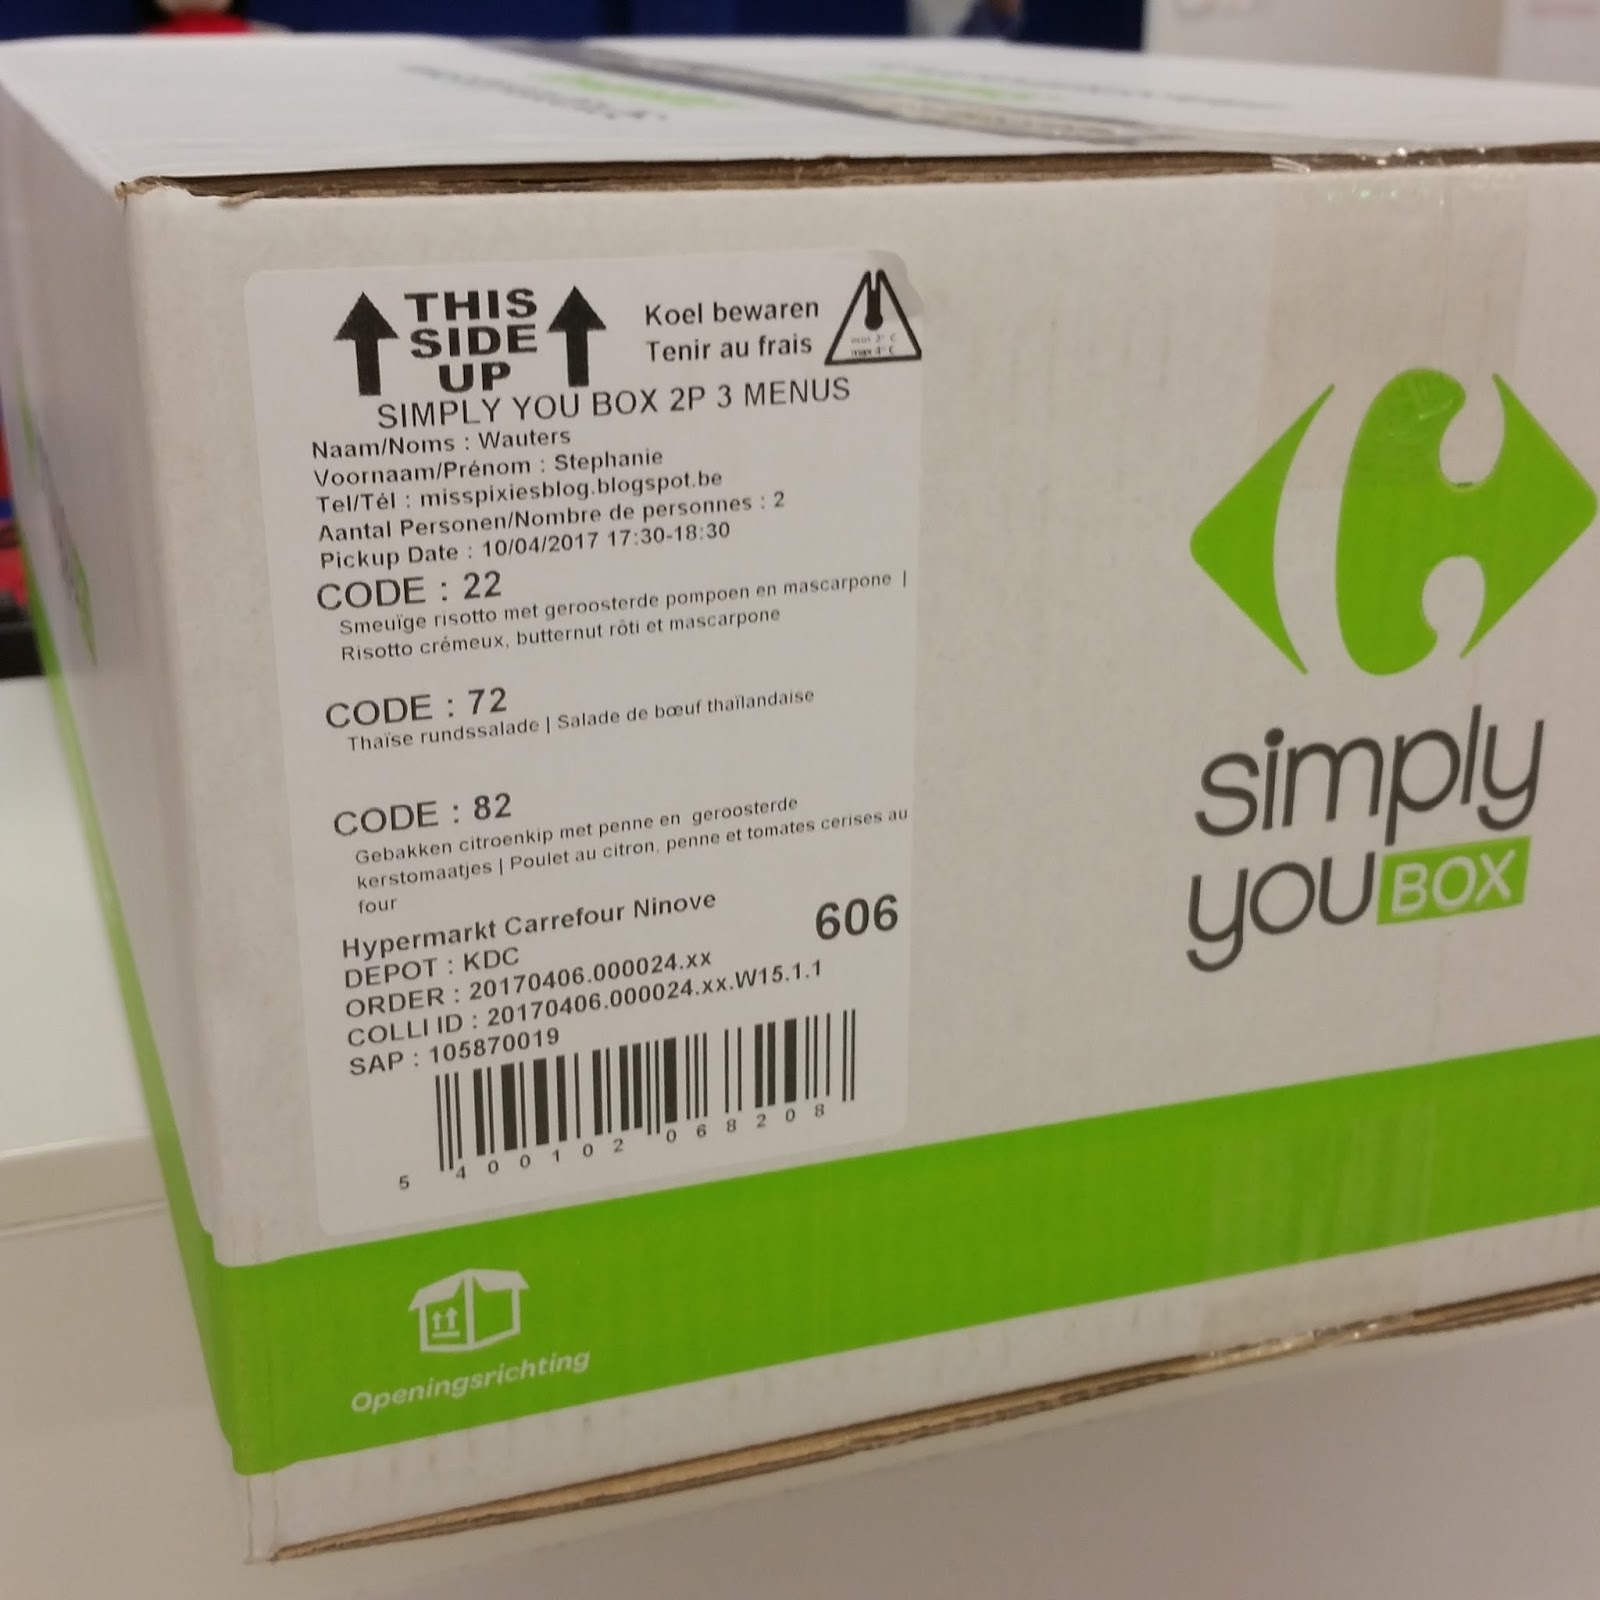 THIS
SIDE
UP
Koel bewaren
Tenir au frais
SIMPLY YOU BOX 2P 3 MENUS
Naam/Noms : Wauters
Voornaam/Prénom : Stephanie
Tel/Tél : misspixiesblog.blogspot.be
Aantal Personen/Nombre de personnes : 2
Pickup Date : 10/04/2017 17:30-18:30
CODE : 22
Smeuïge risotto met geroosterde pompoen en mascarpone |
Risotto crémeux, butternut rôti et mascarpone
CODE : 72
Thaïse rundssalade | Salade de bœuf thaïlandaise
CODE : 82
Gebakken citroenkip met penne en geroosterde
kerstomaatjes | Poulet au citron, penne et tomates cerises au
four
Hypermarkt Carrefour Ninove
606
DEPOT : KDC
ORDER : 20170406.000024.xx
COLLI ID : 20170406.000024.xx.W15.1.1
SAP : 105870019
5 400102 068208
simply
you BOX
Openingsrichting